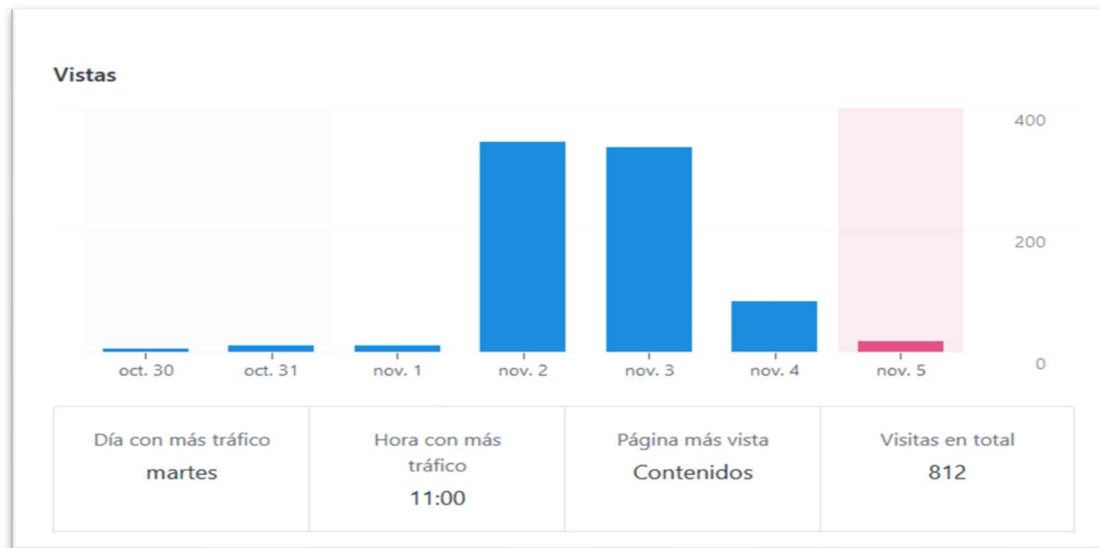 Vistas
400
200
0
oct. 30 oct. 31 nov. 1 nov. 2 nov. 3 nov. 4 nov. 5
Día con más tráfico
martes
Hora con más
tráfico
11:00
Página más vista
Contenidos
Visitas en total
812